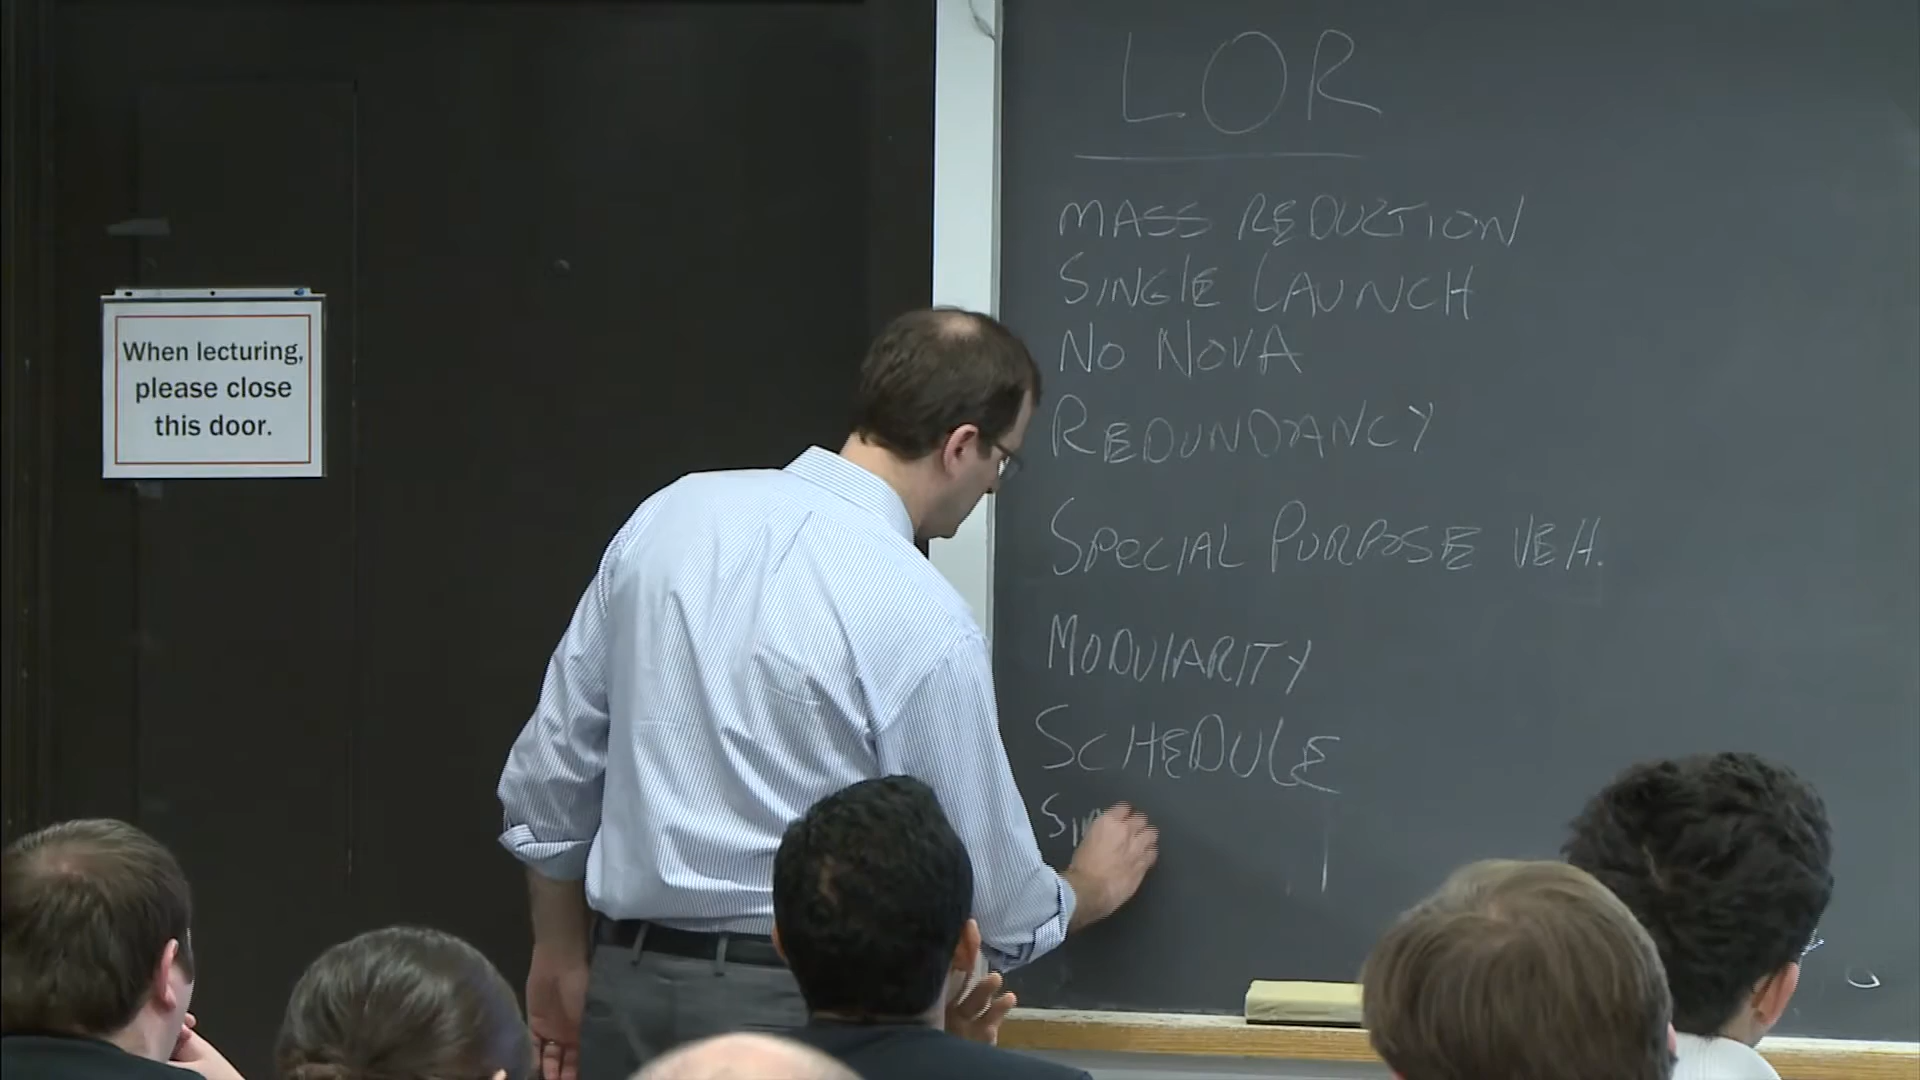 When lecturing,
please close
this door.
LOR
MASS REDUCTION
SINGLE LAUNCH
NO NOVA
REDUNDANCY
SPECIAL PURPOSE VEH.
MODULARITY
SCHEDULE